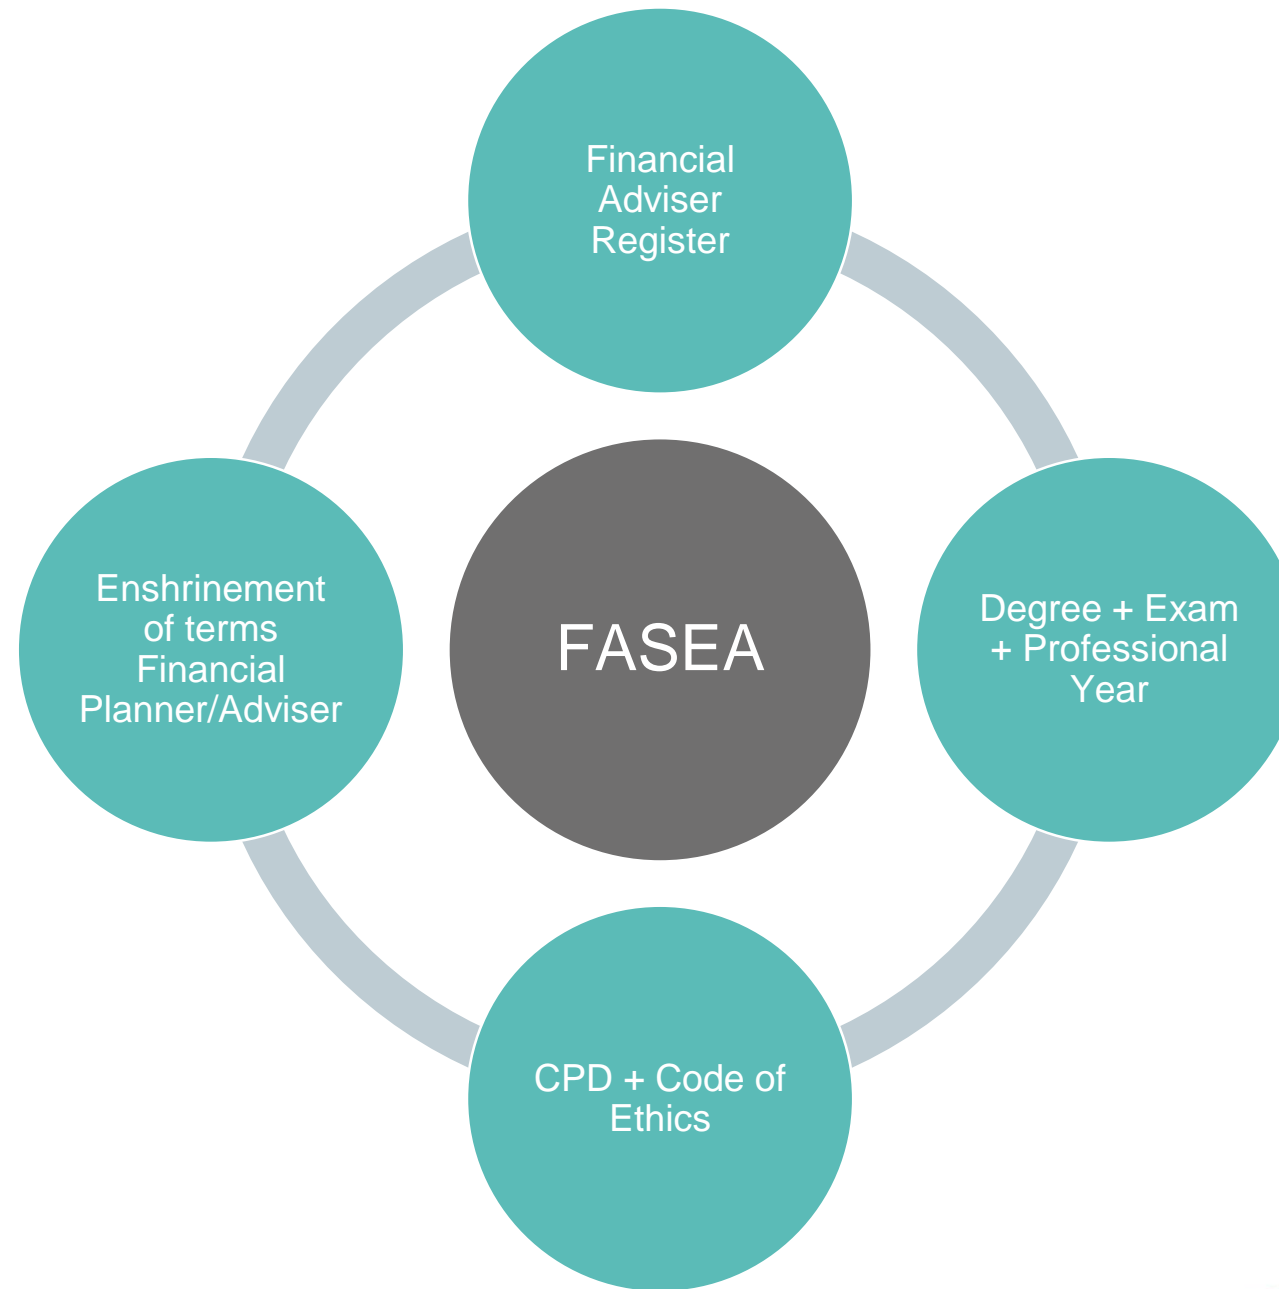 Financial
Adviser
Register
Enshrinement
of terms
Financial
Planner/Adviser
FASEA
Degree + Exam
+ Professional
Year
CPD + Code of
Ethics